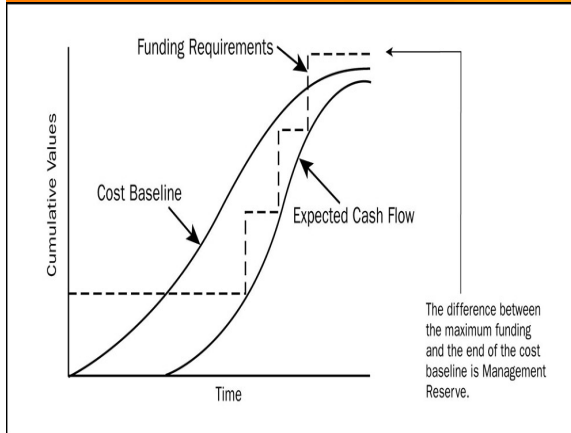 Funding Requirements
Cumulative Values
Cost Baseline
Expected Cash Flow
Time
The difference between
the maximum funding
and the end of the cost
baseline is Management
Reserve.